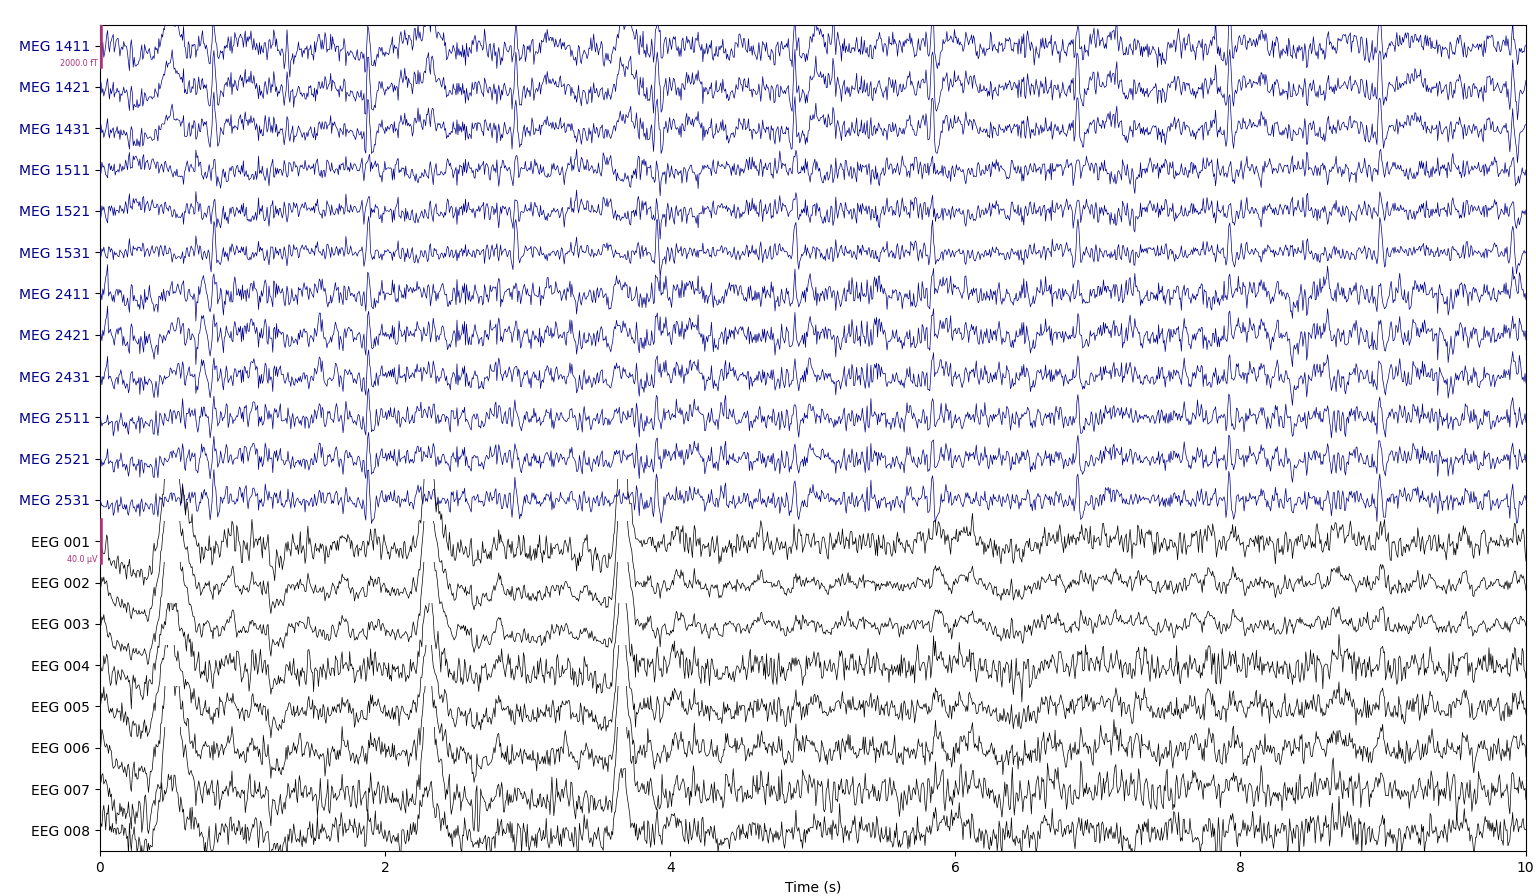 MEG 1411
2000.0 fT
MEG 1421
MEG 1431
MEG 1511
MEG 1521
MEG 1531
MEG 2411
MEG 2421
MEG 2431
MEG 2511
MEG 2521
MEG 2531
EEG 001
40.0 µV
EEG 002
EEG 003
EEG 004
EEG 005
EEG 006
EEG 007
EEG 008
0 2 4 6 8 10
Time (s)